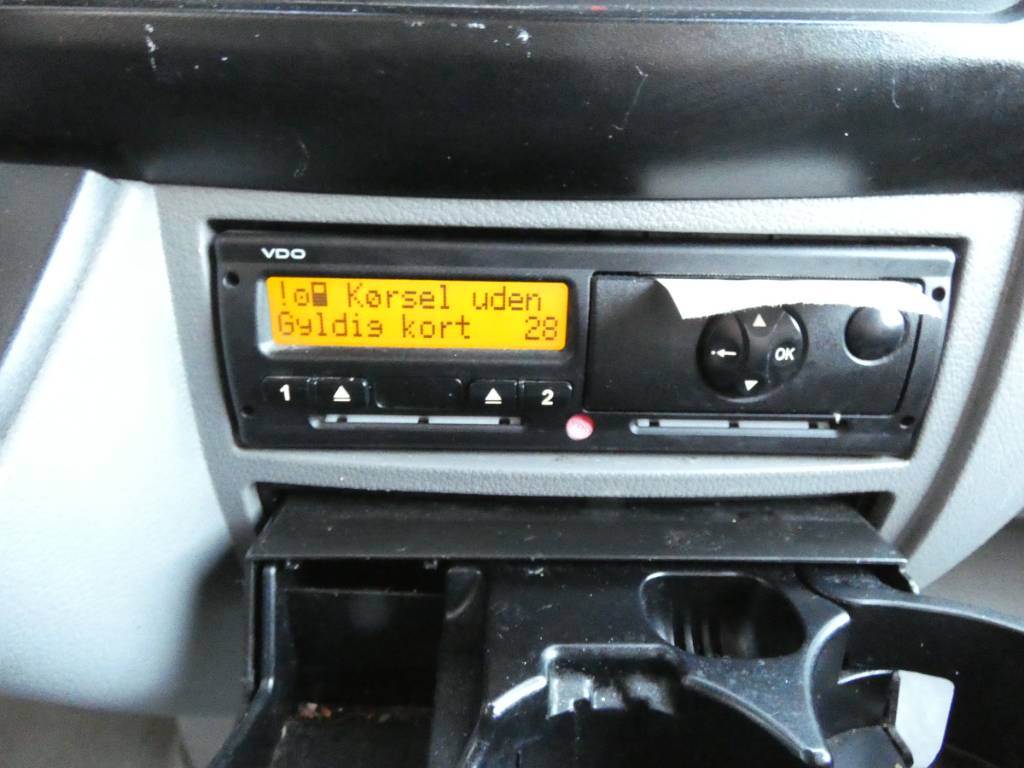 VDO
! Kørsel uden
Gyldig kort 28
OK
1 2